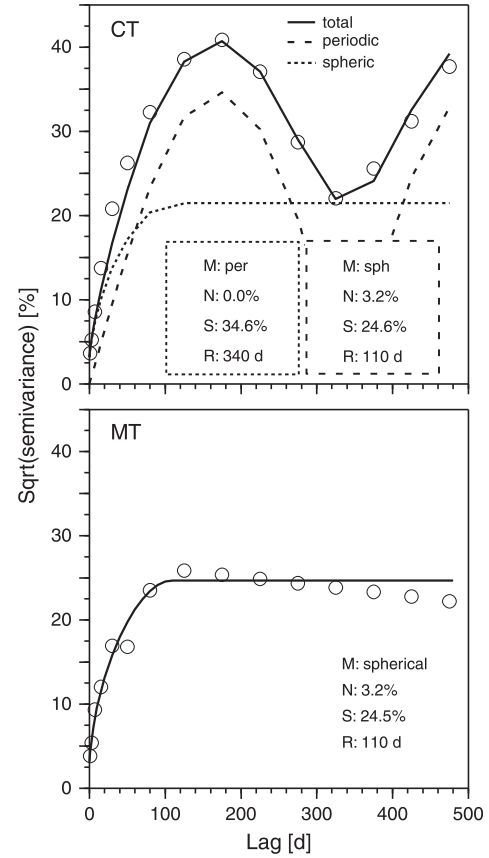 CT
total
periodic
spheric
40
30
20
10
0
M: per
N: 0.0%
S: 34.6%
R: 340 d
M: sph
N: 3.2%
S: 24.6%
R: 110 d
Sqrt(semivariance) [%]
MT
40
30
20
10
0
M: spherical
N: 3.2%
S: 24.5%
R: 110 d
0 100 200 300 400 500
Lag [d]